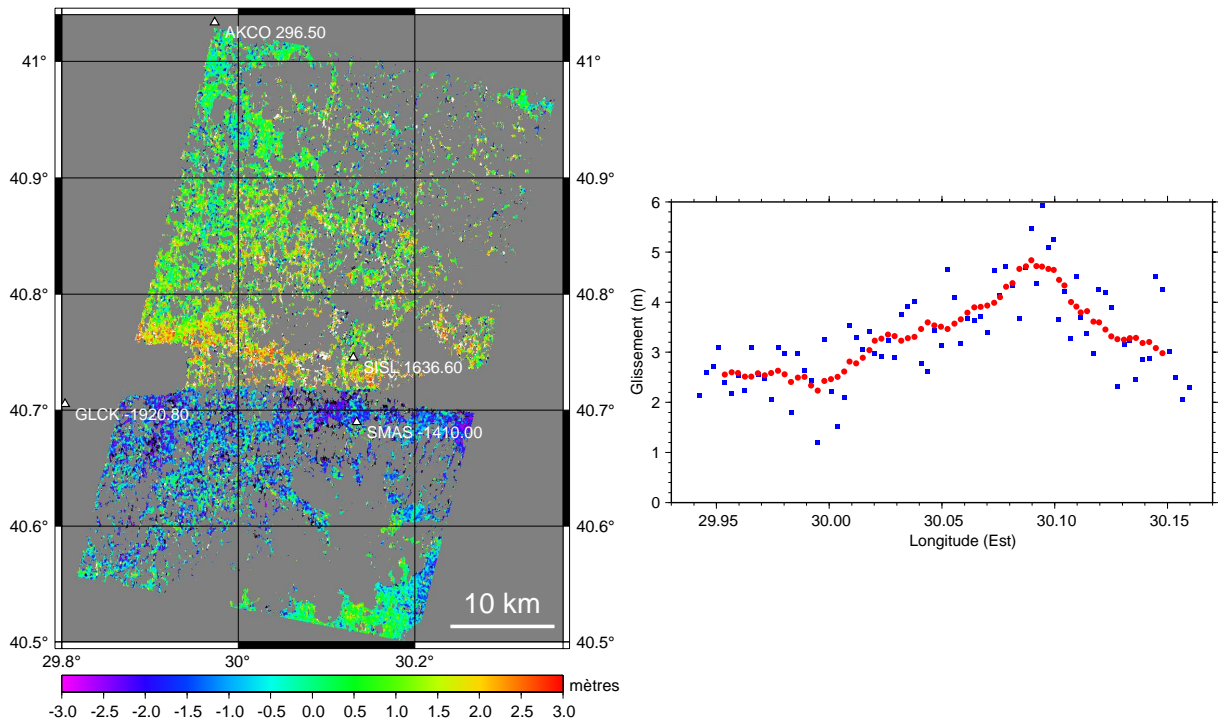 AKCO 296.50
41° 41°
40.9° 40.9°
40.8° 40.8°
SISL 1636.60
GLCK -1920.80
40.7° 40.7°
SMAS -1410.00
40.6° 40.6°
10 km
40.5° 40.5°
29.8° 30° 30.2°
mètres
-3.0 -2.5 -2.0 -1.5 -1.0 -0.5 0.0 0.5 1.0 1.5 2.0 2.5 3.0
6
5
4
3
2
1
0
Glissement (m)
29.95 30.00 30.05 30.10 30.15
Longitude (Est)